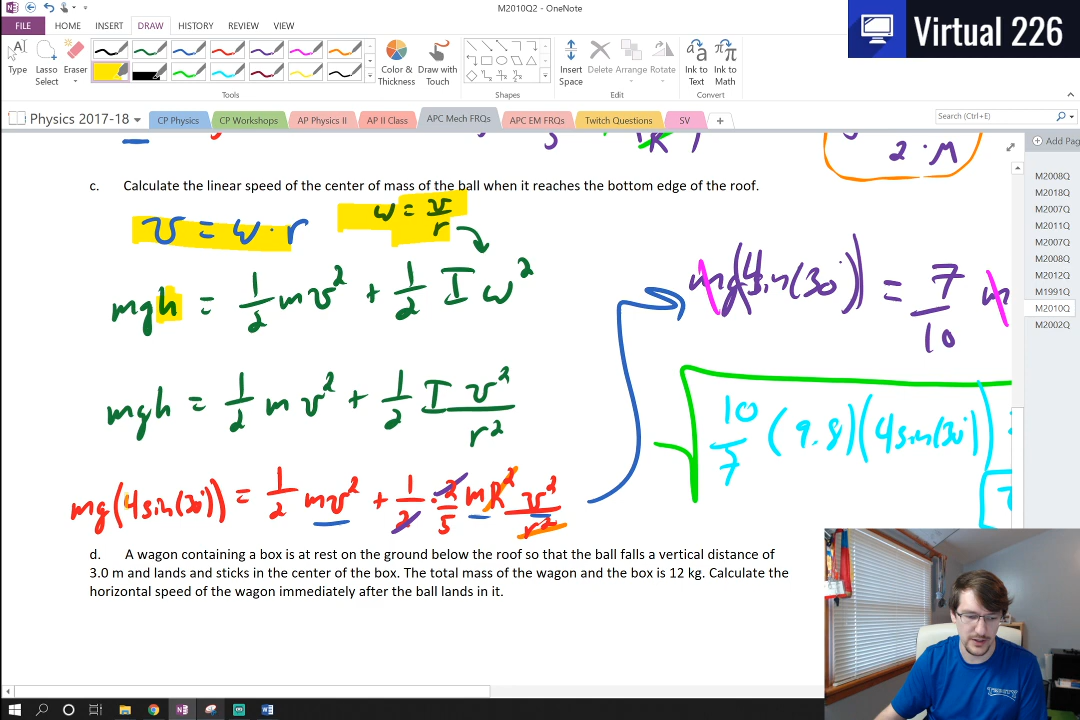 M2010Q2 - OneNote
Virtual 226
FILE HOME INSERT DRAW HISTORY REVIEW VIEW
Type
Lasso Select
Eraser
Color & Thickness
Draw with Touch
Insert Space
Delete
Arrange
Rotate
Ink to Text
Ink to Math
Tools Shapes Edit Convert
Physics 2017-18 CP Physics CP Workshops AP Physics II AP II Class APC Mech FRQs APC EM FRQs Twitch Questions SV +
Search (Ctrl+E)
Add Pag
M2008Q
M2018Q
M2007Q
M2011Q
M2007Q
M2008Q
M2012Q
M1991Q
M2010Q
M2002Q
2 · M
c. Calculate the linear speed of the center of mass of the ball when it reaches the bottom edge of the roof.
v = ω · r
ω = v/r
mgh = 1/2 mv² + 1/2 I ω²
mgh = 1/2 m v² + 1/2 I v²/r²
mg(4sin(30°)) = 1/2 mv² + 1/2 · 2/5 mR² v²/r²
mg(4sin(30°)) = 7/10 m
10/7 (9.8)(4sin(30°))
d. A wagon containing a box is at rest on the ground below the roof so that the ball falls a vertical distance of
3.0 m and lands and sticks in the center of the box. The total mass of the wagon and the box is 12 kg. Calculate the
horizontal speed of the wagon immediately after the ball lands in it.